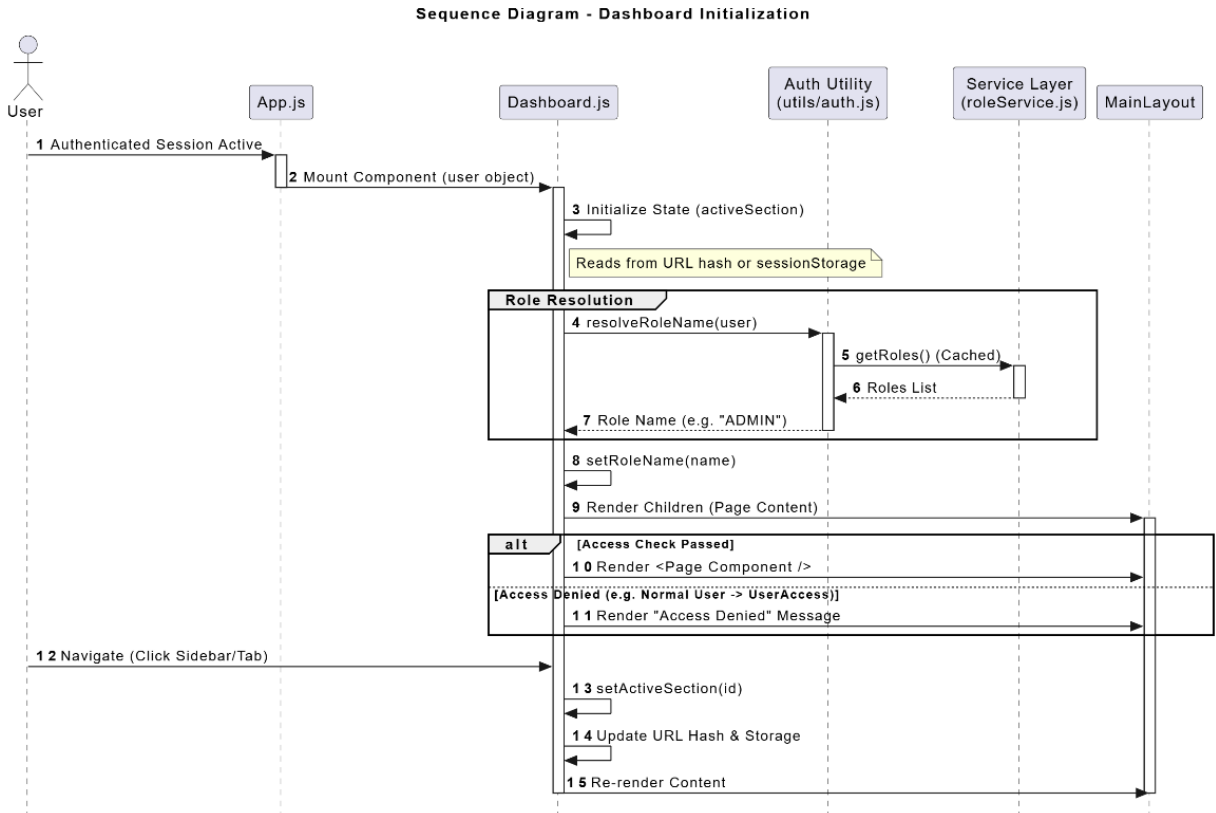 Sequence Diagram - Dashboard Initialization
User
App.js
Dashboard.js
Auth Utility
(utils/auth.js)
Service Layer
(roleService.js)
MainLayout
1 Authenticated Session Active
2 Mount Component (user object)
3 Initialize State (activeSection)
Reads from URL hash or sessionStorage
Role Resolution
4 resolveRoleName(user)
5 getRoles() (Cached)
6 Roles List
7 Role Name (e.g. "ADMIN")
8 setRoleName(name)
9 Render Children (Page Content)
alt [Access Check Passed]
10 Render <Page Component />
[Access Denied (e.g. Normal User -> UserAccess)]
11 Render "Access Denied" Message
12 Navigate (Click Sidebar/Tab)
13 setActiveSection(id)
14 Update URL Hash & Storage
15 Re-render Content